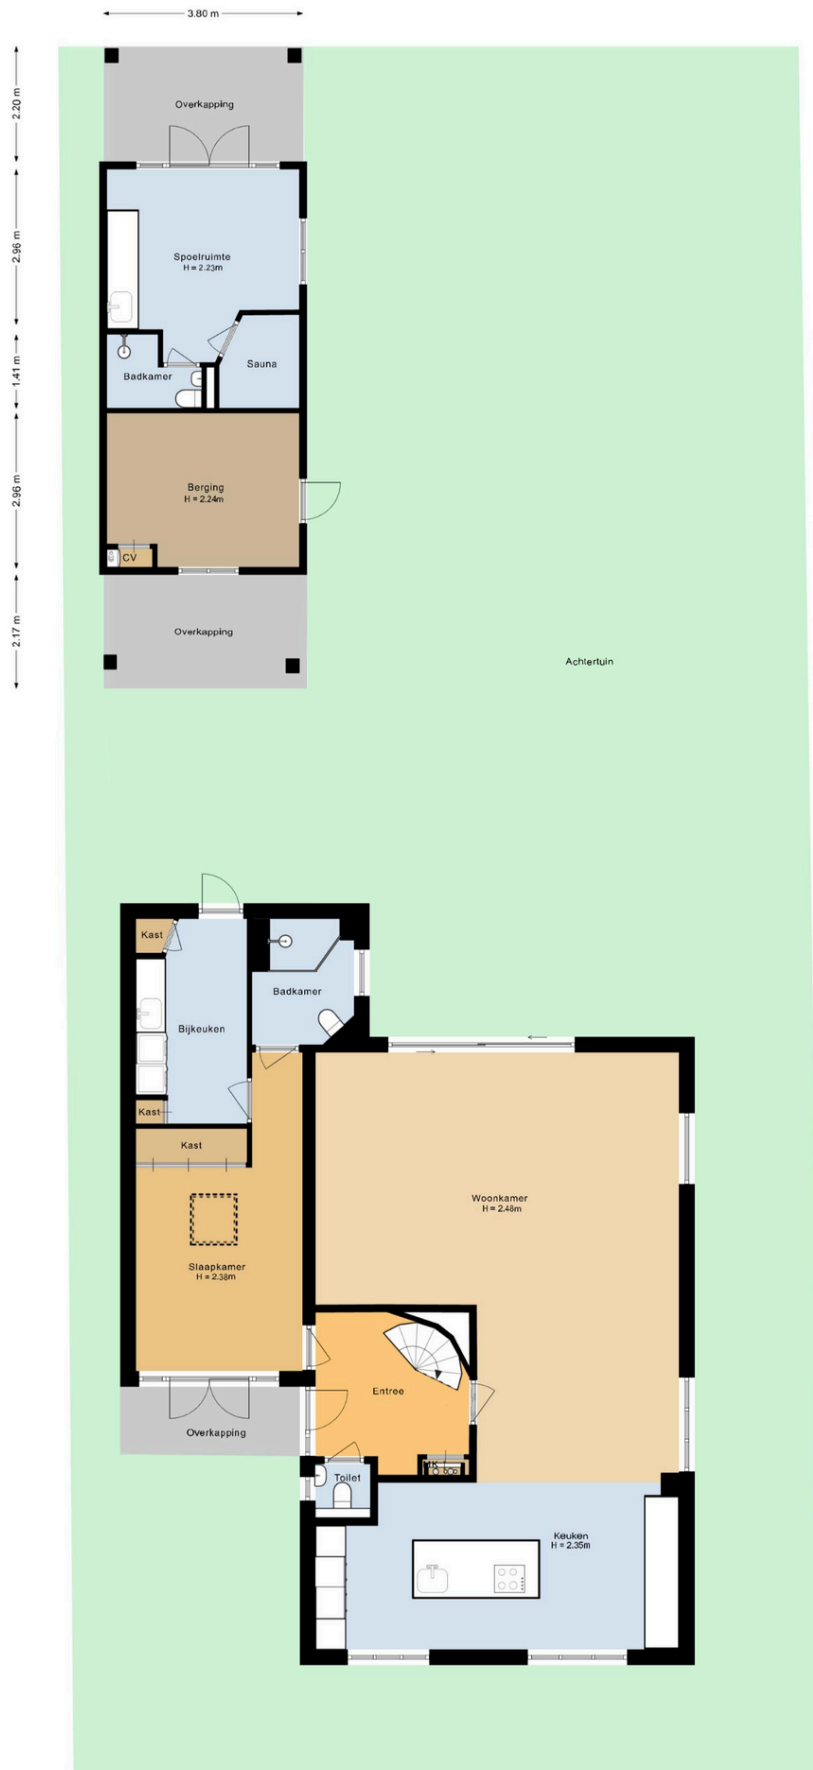 3.80 m
2.20 m
Overkapping
2.96 m
Spoelruimte
H = 2.23m
1.41 m
Sauna
Badkamer
2.96 m
Berging
H = 2.24m
CV
2.17 m
Overkapping
Achtertuin
Kast
Badkamer
Bijkeuken
Kast
Kast
Woonkamer
H = 2.48m
Slaapkamer
H = 2.38m
Entree
Overkapping
Toilet
Keuken
H = 2.35m